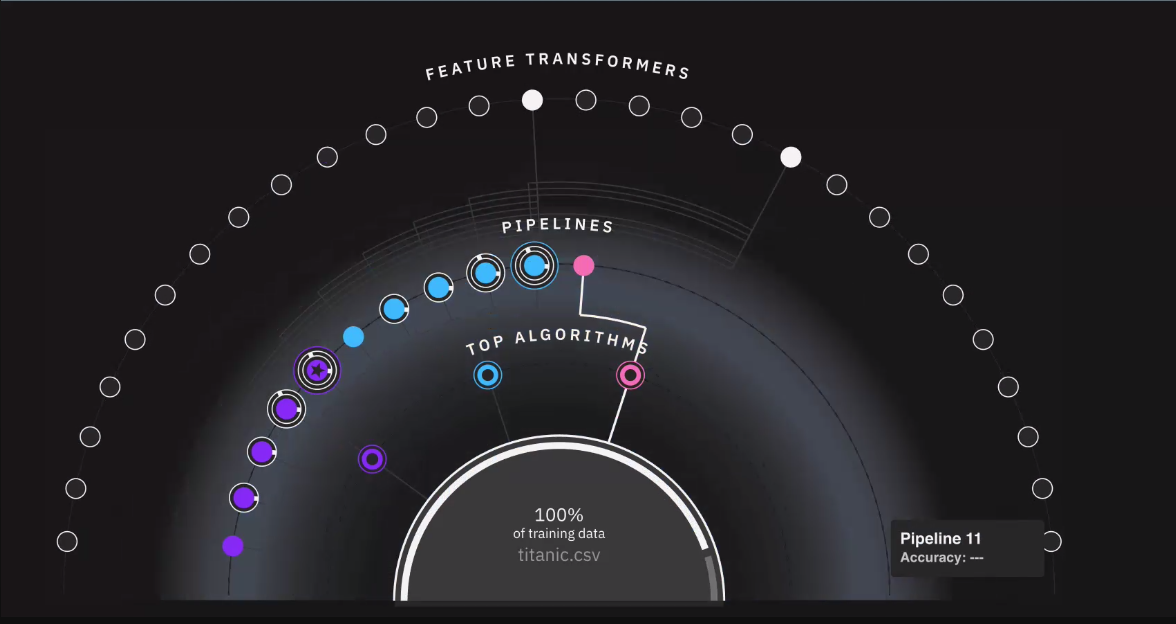 FEATURE TRANSFORMERS
PIPELINES
TOP ALGORITHMS
100%
of training data
titanic.csv
Pipeline 11
Accuracy: ---